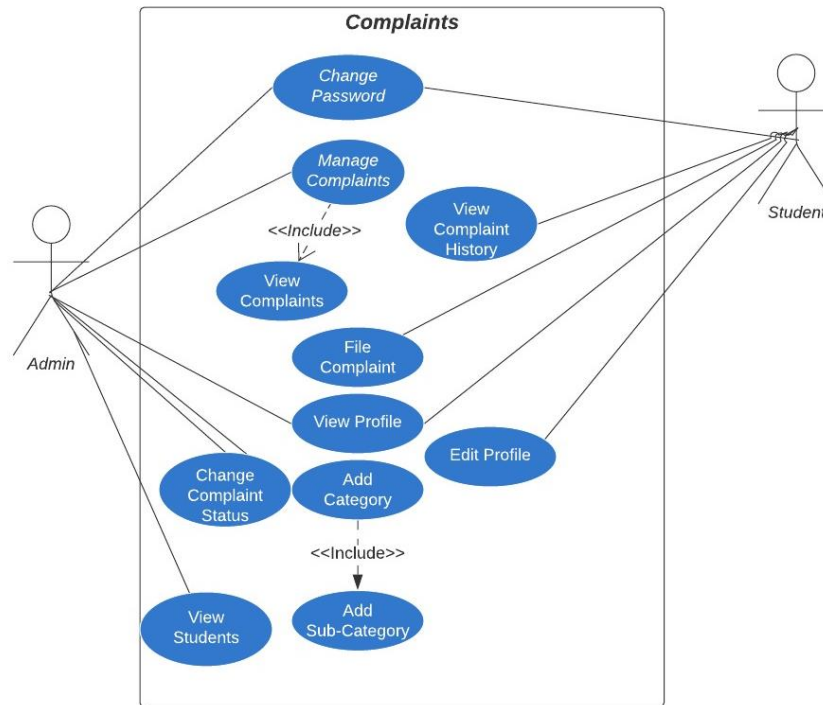 Complaints
Change
Password
Manage
Complaints
<<Include>>
View
Complaint
History
Student
View
Complaints
Admin
File
Complaint
View Profile
Edit Profile
Change
Complaint
Status
Add
Category
<<Include>>
View
Students
Add
Sub-Category